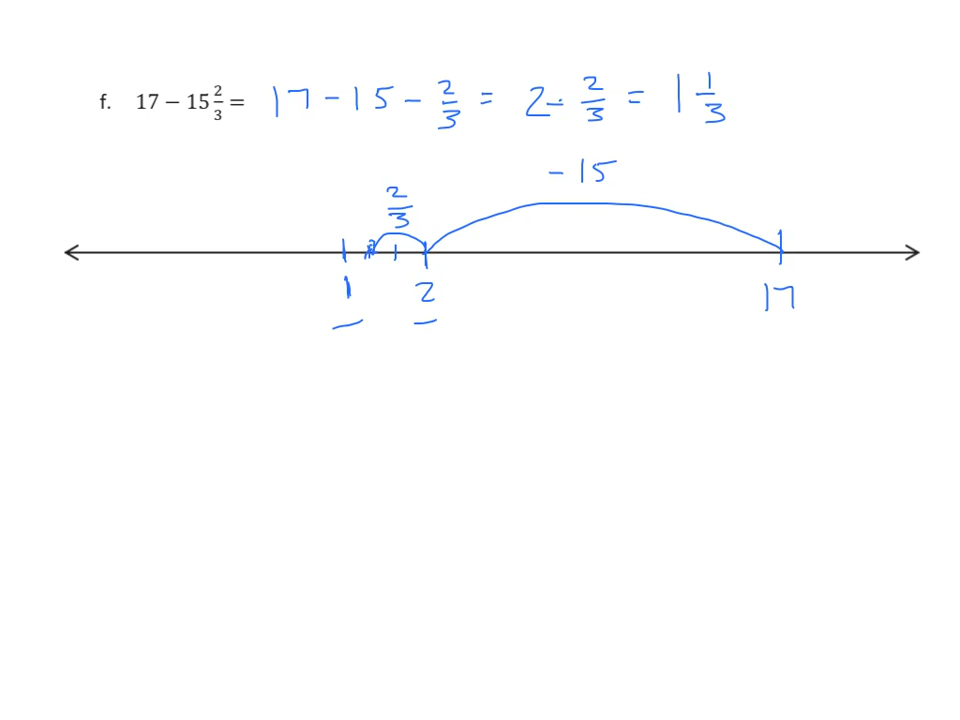 f. 17 − 15 2/3 = 17 - 15 - 2/3 = 2 - 2/3 = 1 1/3
- 15
2/3
1 2 17